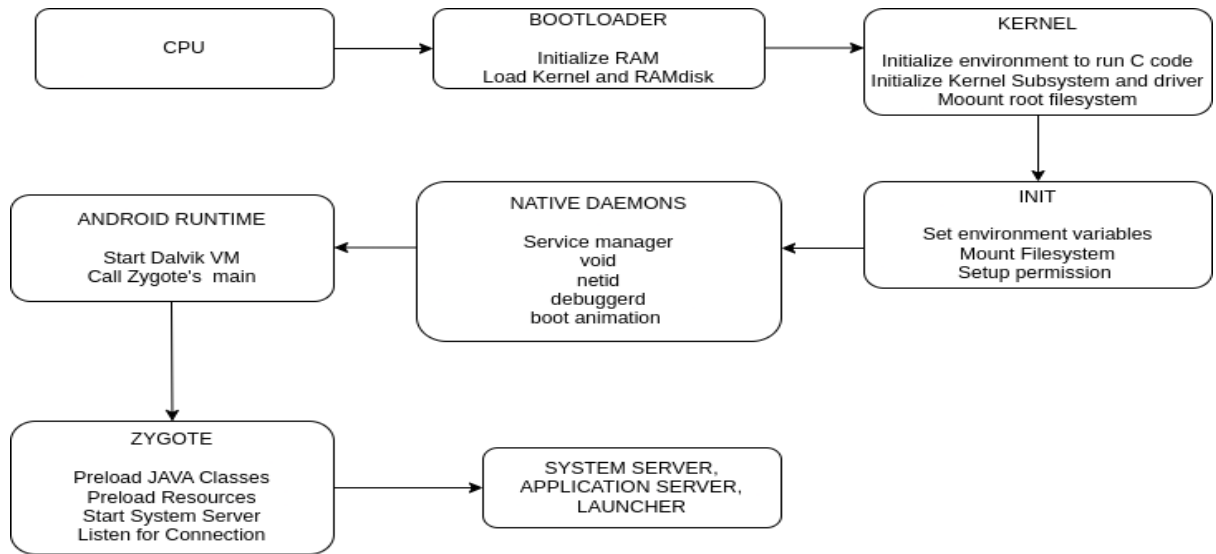 CPU
BOOTLOADER
Initialize RAM
Load Kernel and RAMdisk
KERNEL
Initialize environment to run C code
Initialize Kernel Subsystem and driver
Moount root filesystem
INIT
Set environment variables
Mount Filesystem
Setup permission
NATIVE DAEMONS
Service manager
void
netid
debuggerd
boot animation
ANDROID RUNTIME
Start Dalvik VM
Call Zygote's main
ZYGOTE
Preload JAVA Classes
Preload Resources
Start System Server
Listen for Connection
SYSTEM SERVER,
APPLICATION SERVER,
LAUNCHER